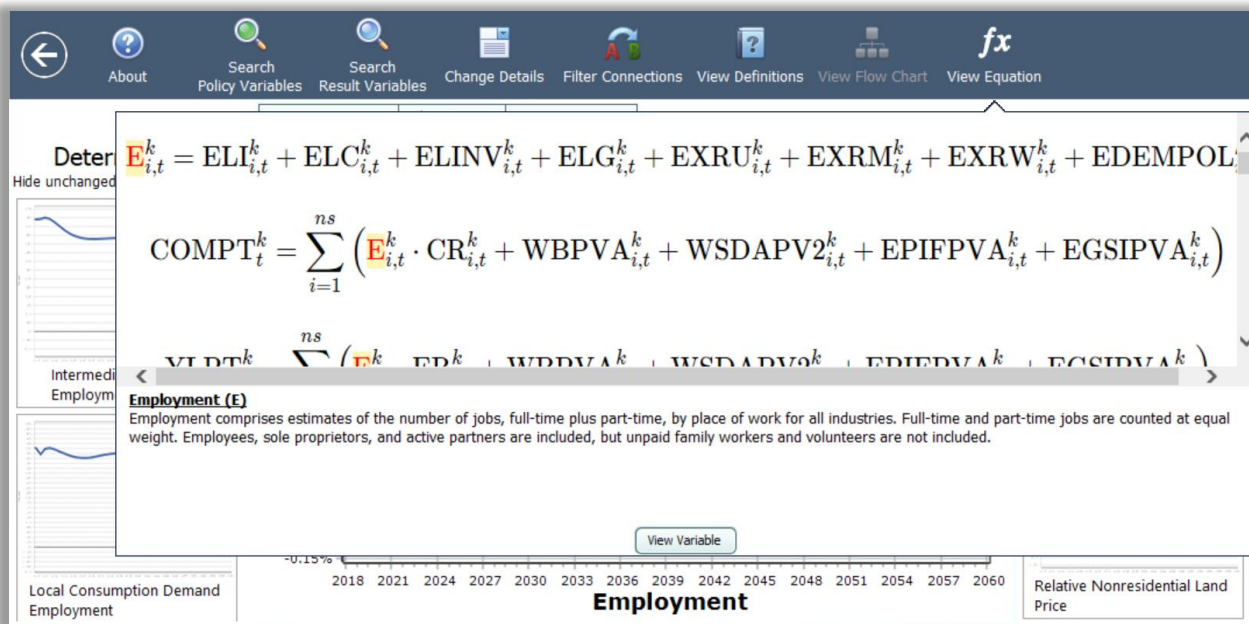 About
Search
Policy Variables
Search
Result Variables
Change Details
Filter Connections
View Definitions
View Flow Chart
fx
View Equation
Deter
Hide unchanged
E^k_{i,t} = ELI^k_{i,t} + ELC^k_{i,t} + ELINV^k_{i,t} + ELG^k_{i,t} + EXRU^k_{i,t} + EXRM^k_{i,t} + EXRW^k_{i,t} + EDEMPOL
COMPT^k_t = \sum_{i=1}^{ns} (E^k_{i,t} · CR^k_{i,t} + WBPVA^k_{i,t} + WSDAPV2^k_{i,t} + EPIFPVA^k_{i,t} + EGSIPVA^k_{i,t})
Intermedi
Employm
Employment (E)
Employment comprises estimates of the number of jobs, full-time plus part-time, by place of work for all industries. Full-time and part-time jobs are counted at equal
weight. Employees, sole proprietors, and active partners are included, but unpaid family workers and volunteers are not included.
View Variable
-0.15%
2018 2021 2024 2027 2030 2033 2036 2039 2042 2045 2048 2051 2054 2057 2060
Employment
Local Consumption Demand
Employment
Relative Nonresidential Land
Price